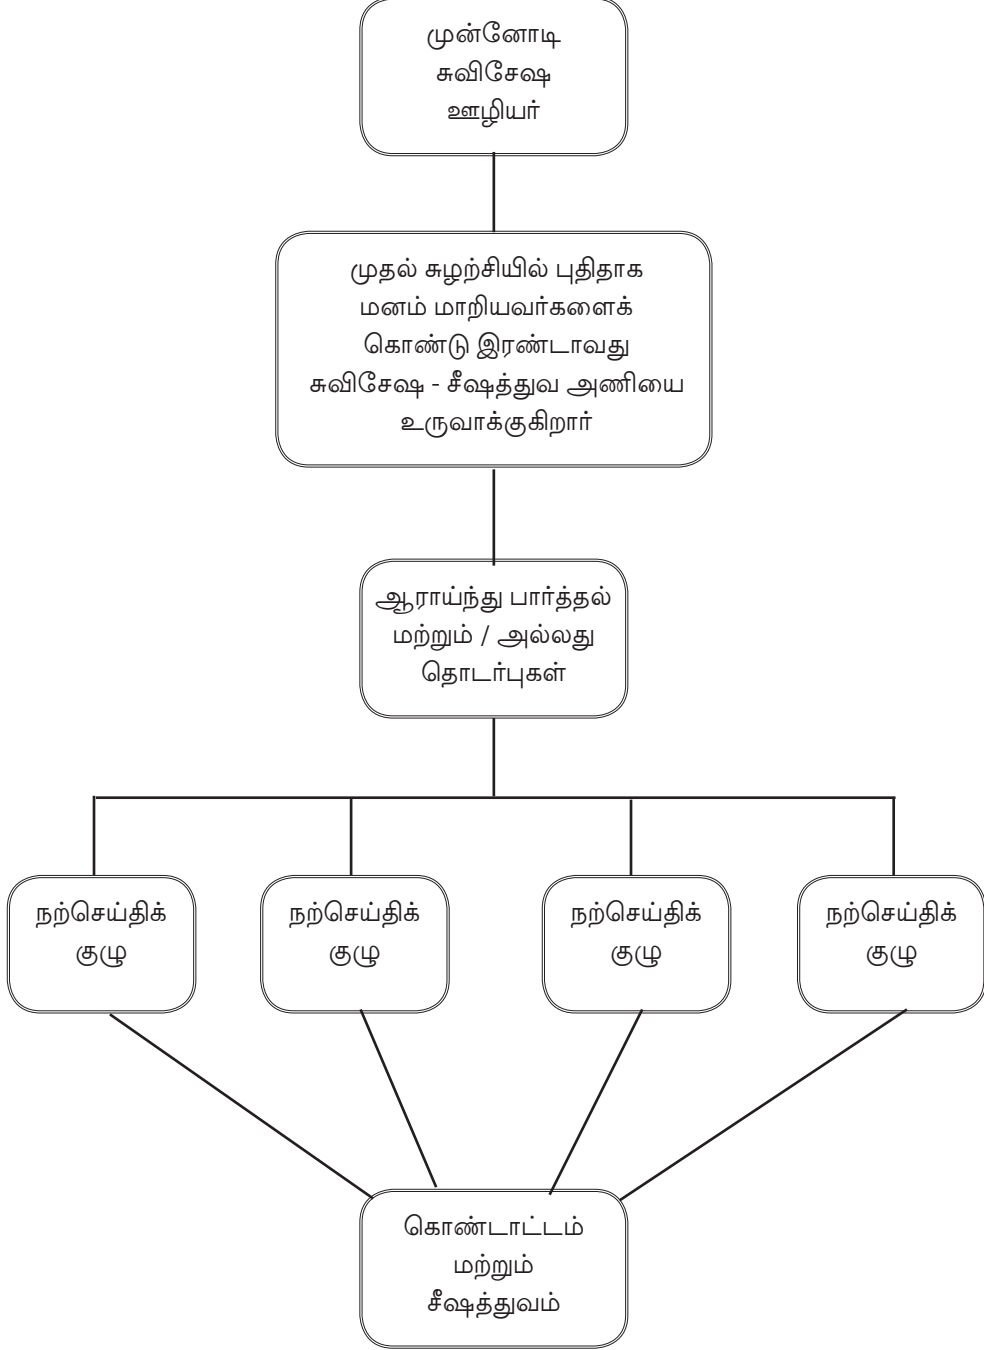 முன்னோடி
சுவிசேஷ
ஊழியர்
முதல் சுழற்சியில் புதிதாக
மனம் மாறியவர்களைக்
கொண்டு இரண்டாவது
சுவிசேஷ - சீஷத்துவ அணியை
உருவாக்குகிறார்
ஆராய்ந்து பார்த்தல்
மற்றும் / அல்லது
தொடர்புகள்
நற்செய்திக்
குழு
நற்செய்திக்
குழு
நற்செய்திக்
குழு
நற்செய்திக்
குழு
கொண்டாட்டம்
மற்றும்
சீஷத்துவம்